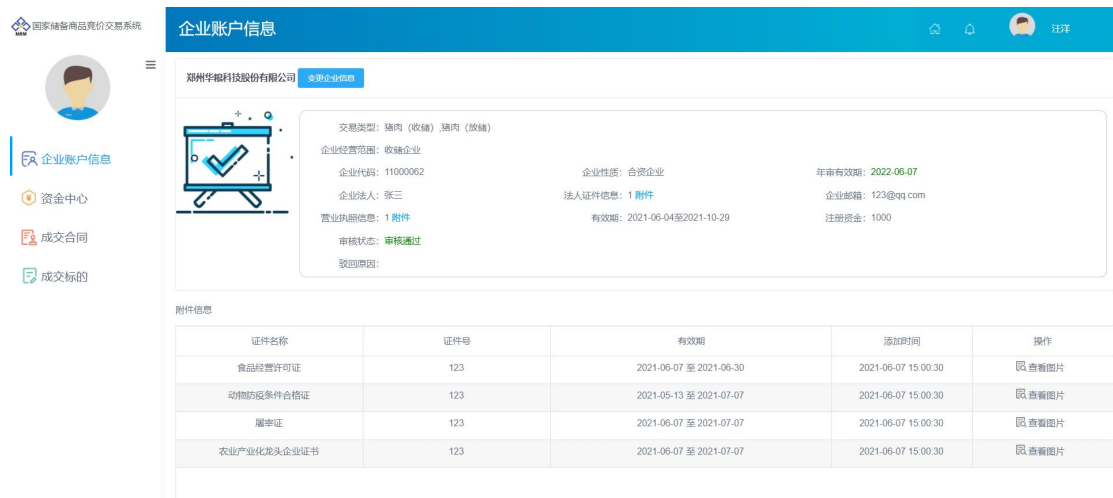 国家储备商品竞价交易系统
MRM
企业账户信息
汪洋
郑州华粮科技股份有限公司 变更企业信息
企业账户信息
资金中心
成交合同
成交标的
交易类型：猪肉（收储）,猪肉（放储）
企业经营范围：收储企业
企业代码：11000062 企业性质：合资企业 年审有效期：2022-06-07
企业法人：张三 法人证件信息：1 附件 企业邮箱：123@qq.com
营业执照信息：1 附件 有效期：2021-06-04至2021-10-29 注册资金：1000
审核状态：审核通过
驳回原因：
附件信息
证件名称 证件号 有效期 添加时间 操作
食品经营许可证 123 2021-06-07 至 2021-06-30 2021-06-07 15:00:30 查看图片
动物防疫条件合格证 123 2021-05-13 至 2021-07-07 2021-06-07 15:00:30 查看图片
屠宰证 123 2021-06-07 至 2021-07-07 2021-06-07 15:00:30 查看图片
农业产业化龙头企业证书 123 2021-06-07 至 2021-07-07 2021-06-07 15:00:30 查看图片